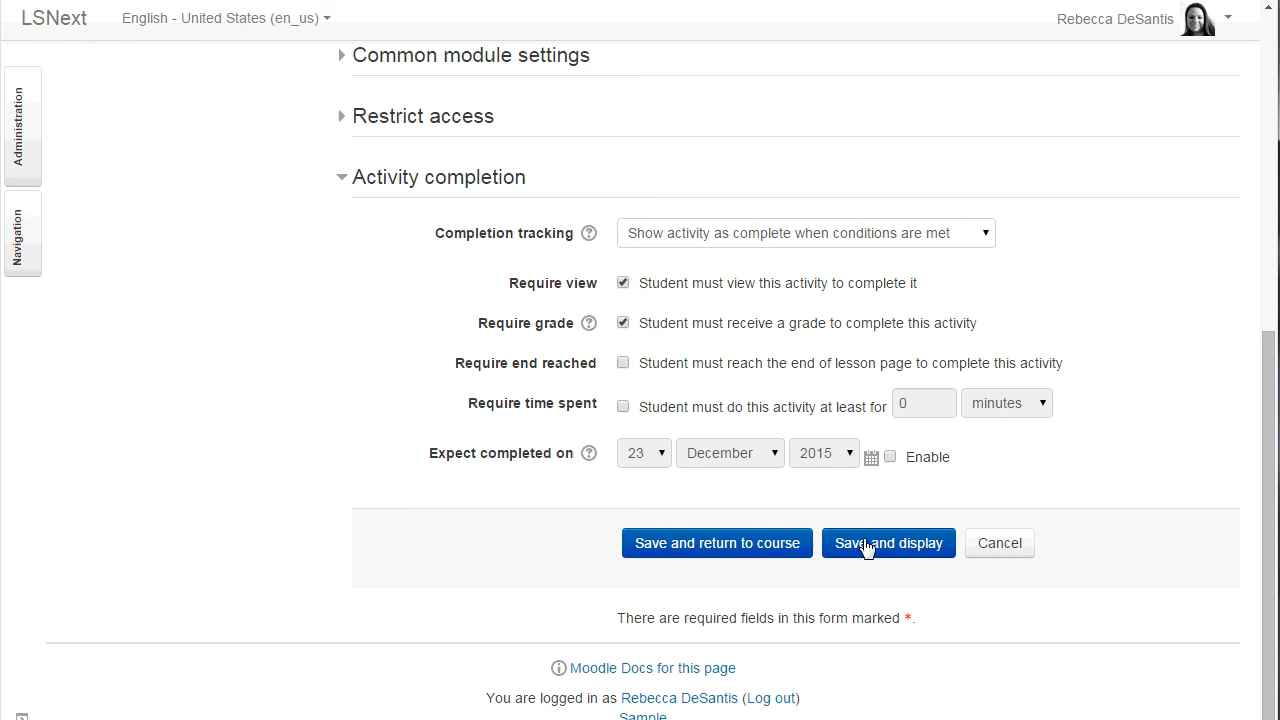 LSNext English - United States (en_us) Rebecca DeSantis
Common module settings
Administration
Restrict access
Activity completion
Navigation
Completion tracking Show activity as complete when conditions are met
Require view Student must view this activity to complete it
Require grade Student must receive a grade to complete this activity
Require end reached Student must reach the end of lesson page to complete this activity
Require time spent Student must do this activity at least for 0 minutes
Expect completed on 23 December 2015 Enable
Save and return to course Save and display Cancel
There are required fields in this form marked *.
Moodle Docs for this page
You are logged in as Rebecca DeSantis (Log out)
Sample